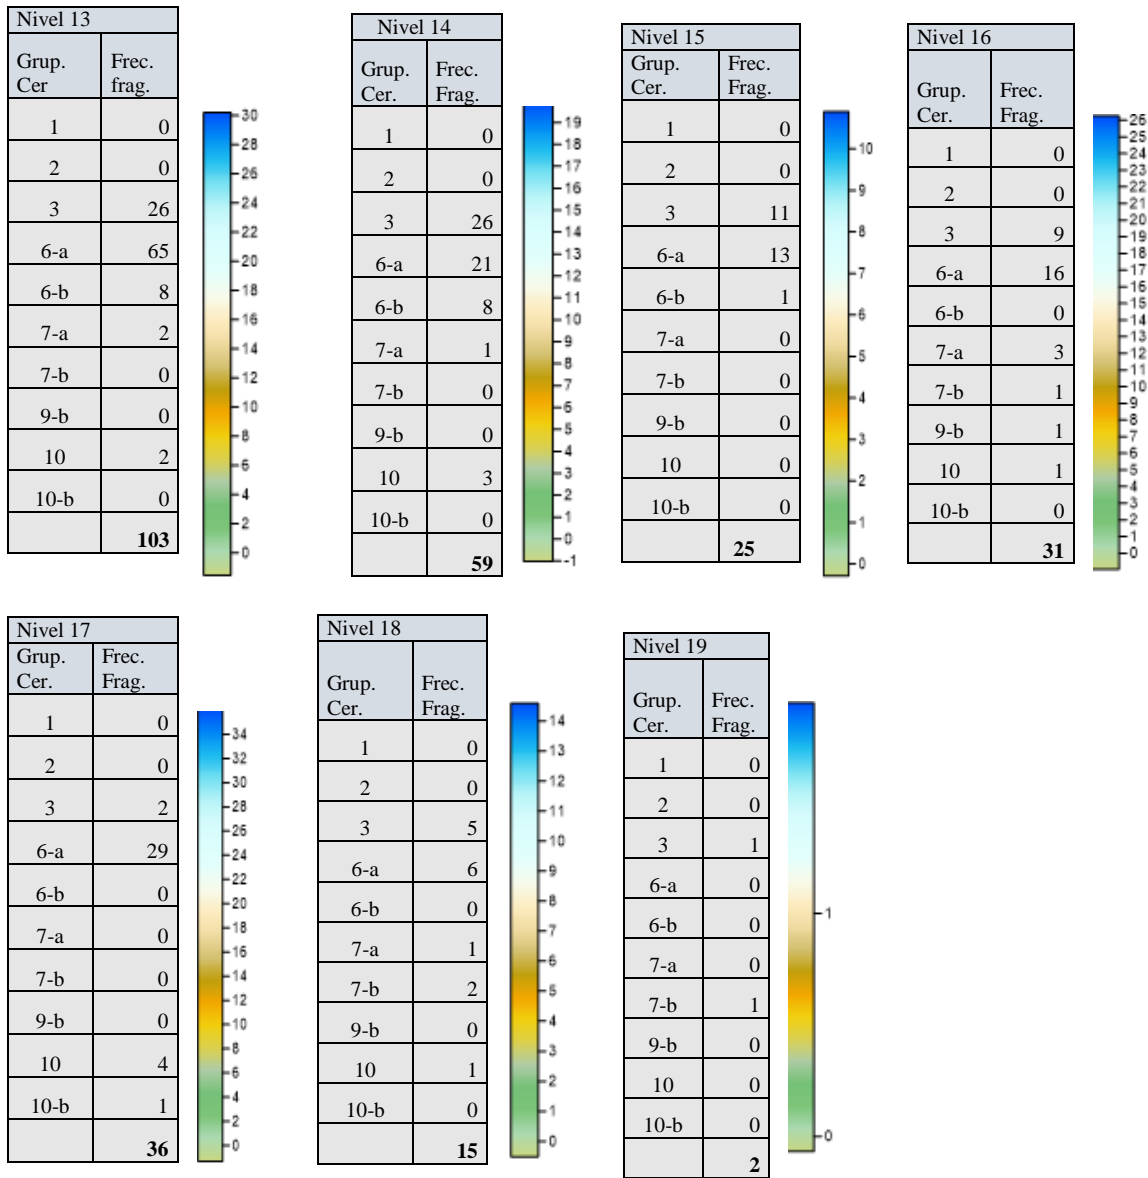 Nivel 13
Grup. Cer Frec. frag.
1 0
2 0
3 26
6-a 65
6-b 8
7-a 2
7-b 0
9-b 0
10 2
10-b 0
103
30
28
26
24
22
20
18
16
14
12
10
8
6
4
2
0
Nivel 14
Grup. Cer. Frec. Frag.
1 0
2 0
3 26
6-a 21
6-b 8
7-a 1
7-b 0
9-b 0
10 3
10-b 0
59
19
18
17
16
15
14
13
12
11
10
9
8
7
6
5
4
3
2
1
0
-1
Nivel 15
Grup. Cer. Frec. Frag.
1 0
2 0
3 11
6-a 13
6-b 1
7-a 0
7-b 0
9-b 0
10 0
10-b 0
25
10
9
8
7
6
5
4
3
2
1
0
Nivel 16
Grup. Cer. Frec. Frag.
1 0
2 0
3 9
6-a 16
6-b 0
7-a 3
7-b 1
9-b 1
10 1
10-b 0
31
26
25
24
23
22
21
20
19
18
17
16
15
14
13
12
11
10
9
8
7
6
5
4
3
2
1
0
Nivel 17
Grup. Cer. Frec. Frag.
1 0
2 0
3 2
6-a 29
6-b 0
7-a 0
7-b 0
9-b 0
10 4
10-b 1
36
34
32
30
28
26
24
22
20
18
16
14
12
10
8
6
4
2
0
Nivel 18
Grup. Cer. Frec. Frag.
1 0
2 0
3 5
6-a 6
6-b 0
7-a 1
7-b 2
9-b 0
10 1
10-b 0
15
14
13
12
11
10
9
8
7
6
5
4
3
2
1
0
Nivel 19
Grup. Cer. Frec. Frag.
1 0
2 0
3 1
6-a 0
6-b 0
7-a 0
7-b 1
9-b 0
10 0
10-b 0
2
1
0